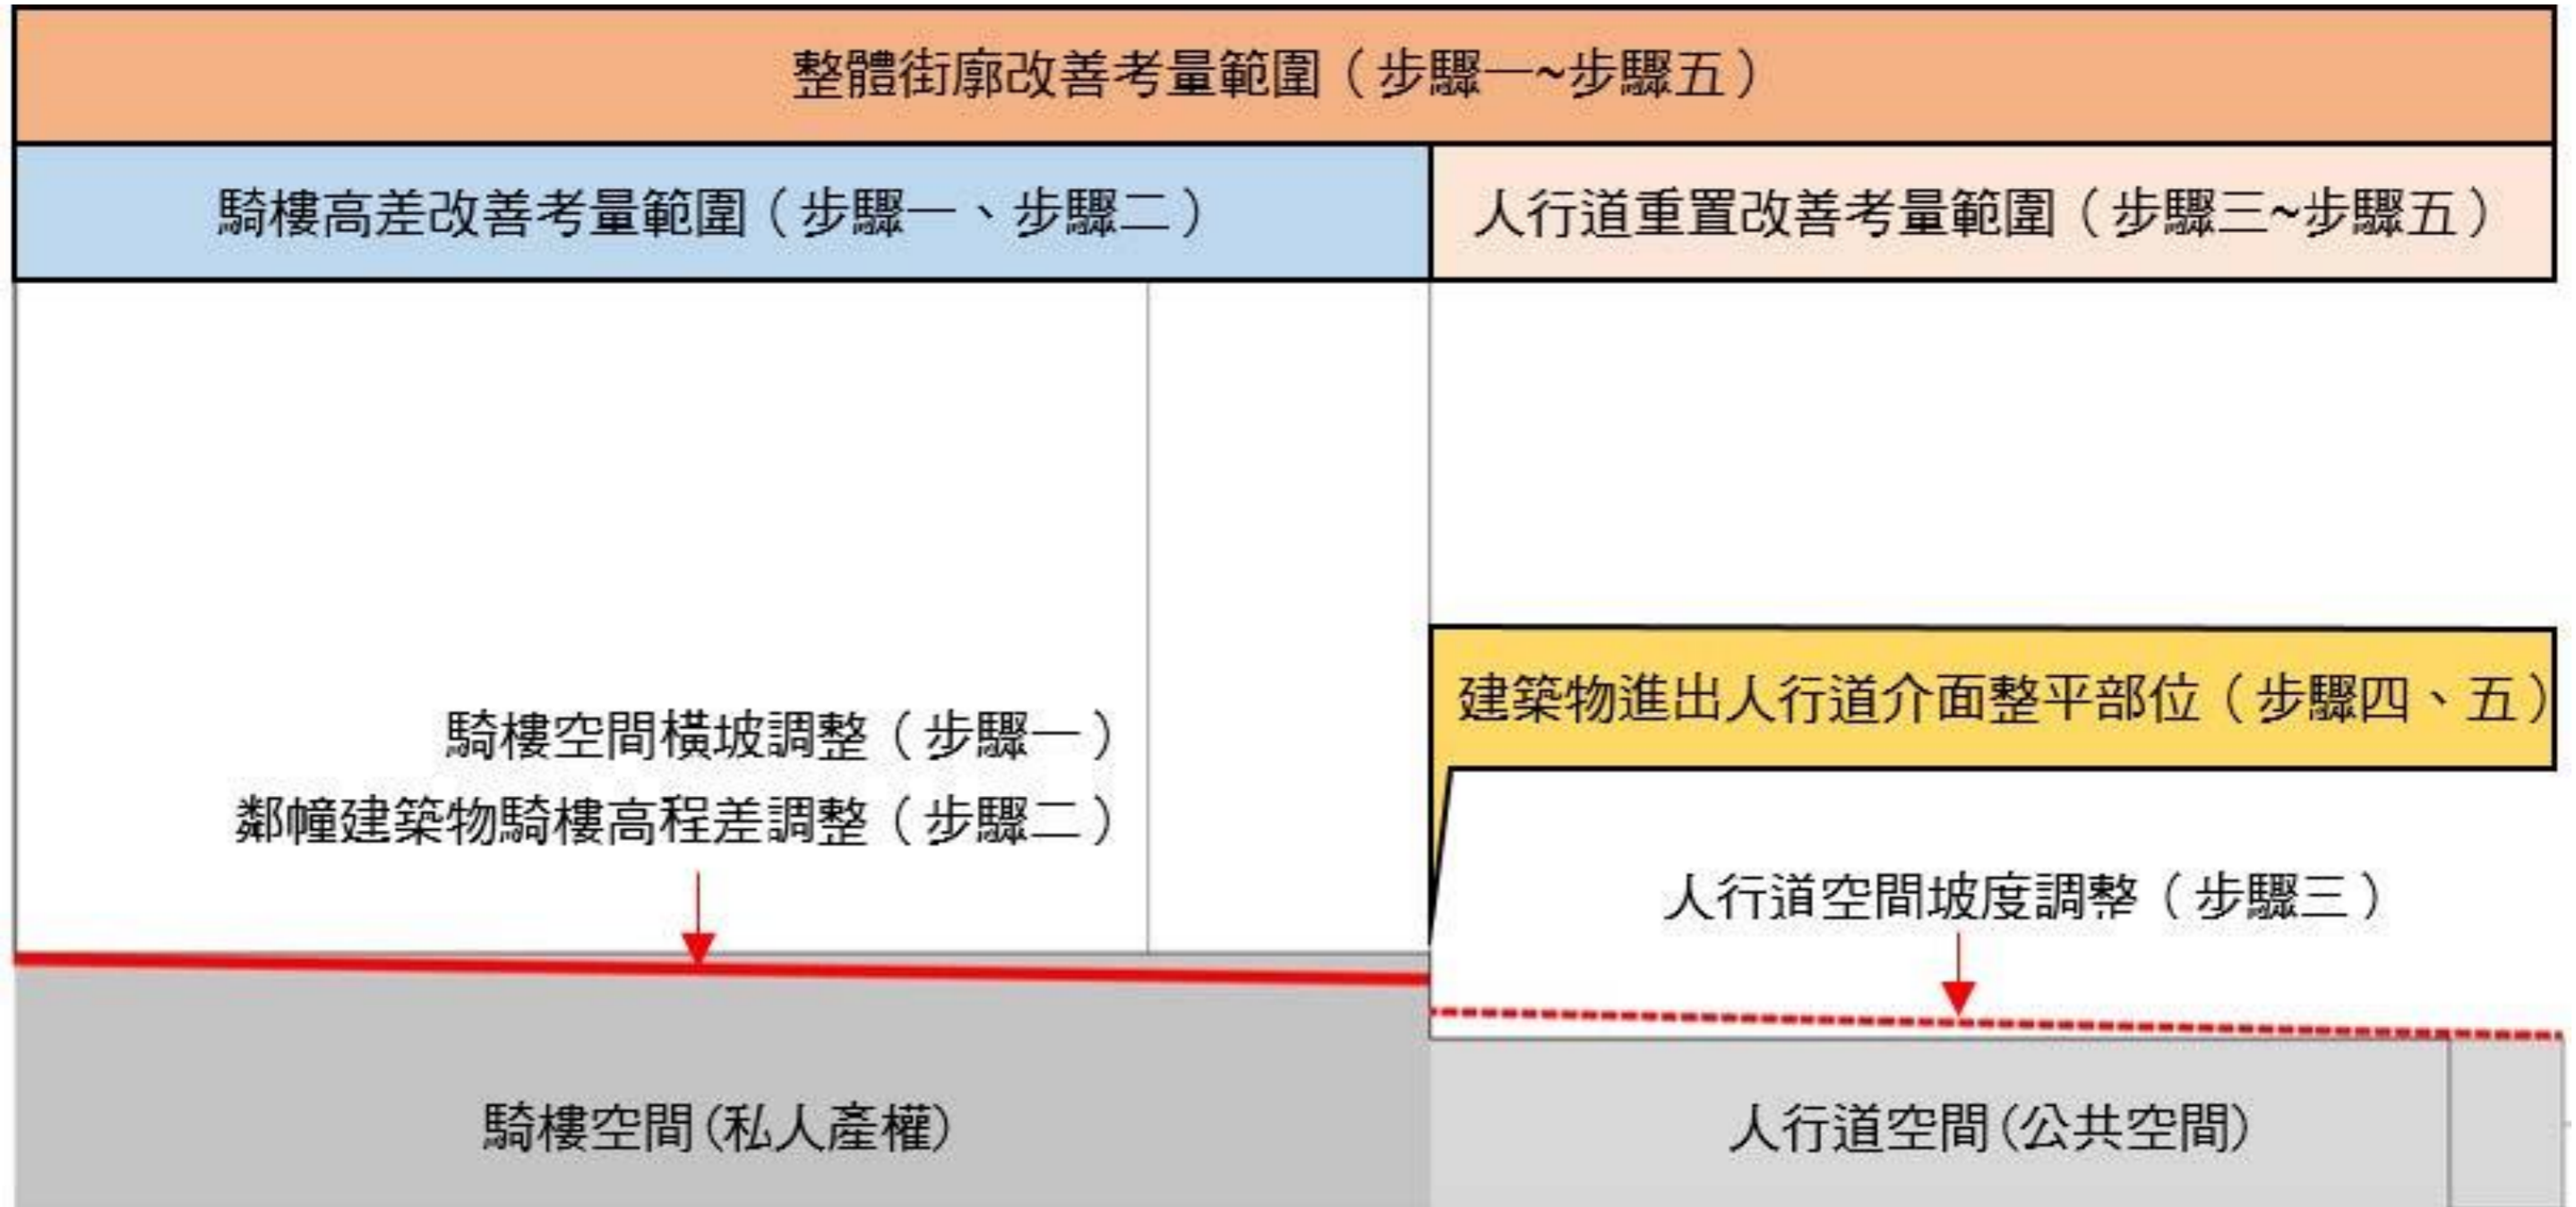 整體街廓改善考量範圍（步驟一~步驟五）
騎樓高差改善考量範圍（步驟一、步驟二）
人行道重置改善考量範圍（步驟三~步驟五）
建築物進出人行道介面整平部位（步驟四、五）
騎樓空間橫坡調整（步驟一）
鄰幢建築物騎樓高程差調整（步驟二）
人行道空間坡度調整（步驟三）
騎樓空間(私人產權)
人行道空間(公共空間)